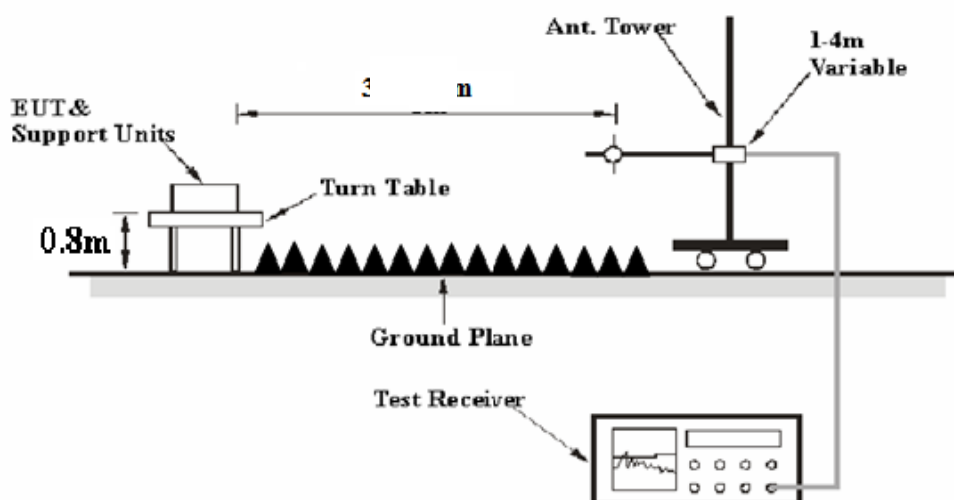 Ant. Tower
1-4m
Variable
EUT&
Support Units
Turn Table
0.8m
Ground Plane
Test Receiver